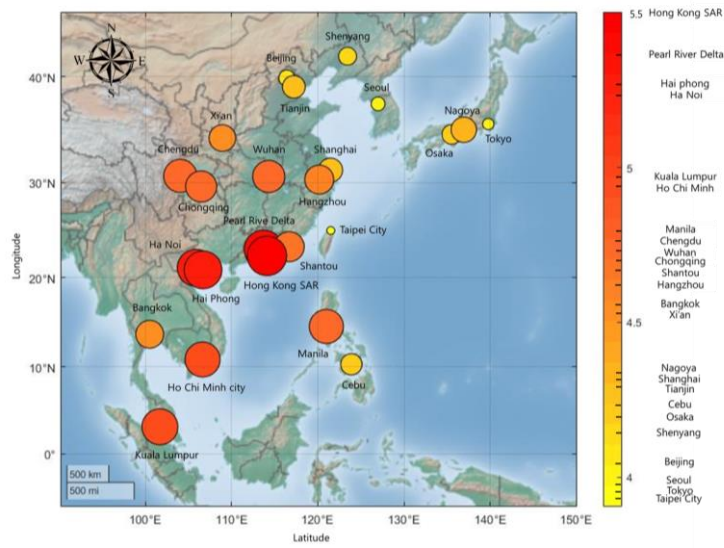 N
W
E
S
Shenyang
Beijing
Tianjin
Seoul
Nagoya
Osaka
Tokyo
Xi'an
Chengdu
Wuhan
Shanghai
Chongqing
Hangzhou
Pearl Rive Delta
Taipei City
Ha Noi
Shantou
Hai Phong
Hong Kong SAR
Bangkok
Manila
Ho Chi Minh city
Cebu
Kuala Lumpur
500 km
500 mi
40°N
30°N
20°N
10°N
0°
Longitude
100°E
110°E
120°E
130°E
140°E
150°E
Latitude
5.5
5
4.5
4
Hong Kong SAR
Pearl River Delta
Hai phong
Ha Noi
Kuala Lumpur
Ho Chi Minh
Manila
Chengdu
Wuhan
Chongqing
Shantou
Hangzhou
Bangkok
Xi'an
Nagoya
Shanghai
Tianjin
Cebu
Osaka
Shenyang
Beijing
Seoul
Tokyo
Taipei City